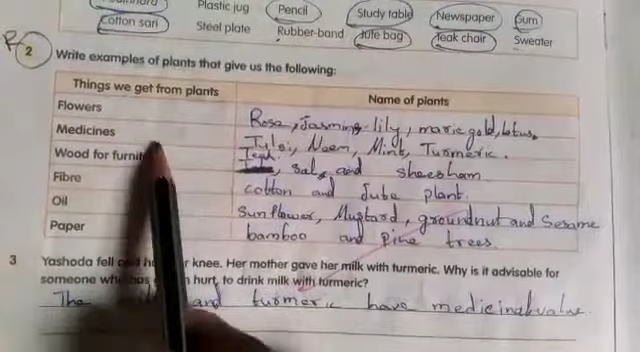 Plastic jug Pencil Study table Newspaper Gum
Cotton sari Steel plate Rubber-band Jute bag Teak chair Sweater
R 2 Write examples of plants that give us the following:
Things we get from plants Name of plants
Flowers Rose, Jasmine lily, mariegold, lotus.
Medicines Tulsi, Neem, Mint, Turmeric.
Wood for furnit Teak, sal, and sheesham
Fibre cotton and Jube plant.
Oil Sunflower, Mustard, groundnut and Sesame
Paper bamboo and pine trees.
3 Yashoda fell and h r knee. Her mother gave her milk with turmeric. Why is it advisable for
someone wh as n hurt, to drink milk with turmeric?
The and turmeric have medicinal value.